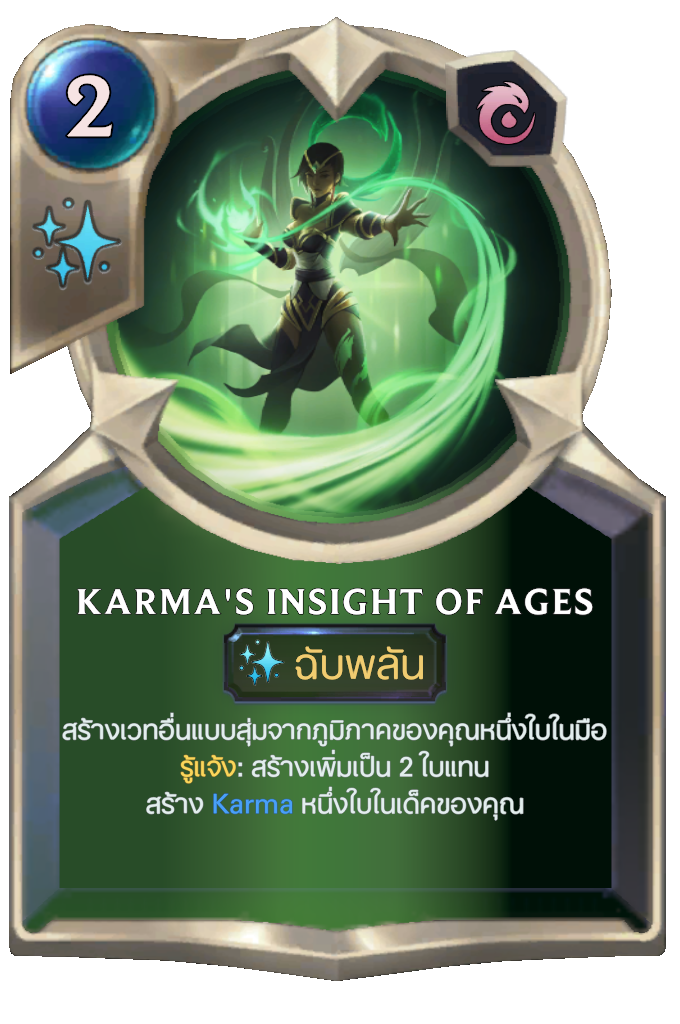 2
KARMA'S INSIGHT OF AGES
ฉับพลัน
สร้างเวทอื่นแบบสุ่มจากภูมิภาคของคุณหนึ่งใบในมือ
รู้แจ้ง: สร้างเพิ่มเป็น 2 ใบแทน
สร้าง Karma หนึ่งใบในเด็คของคุณ